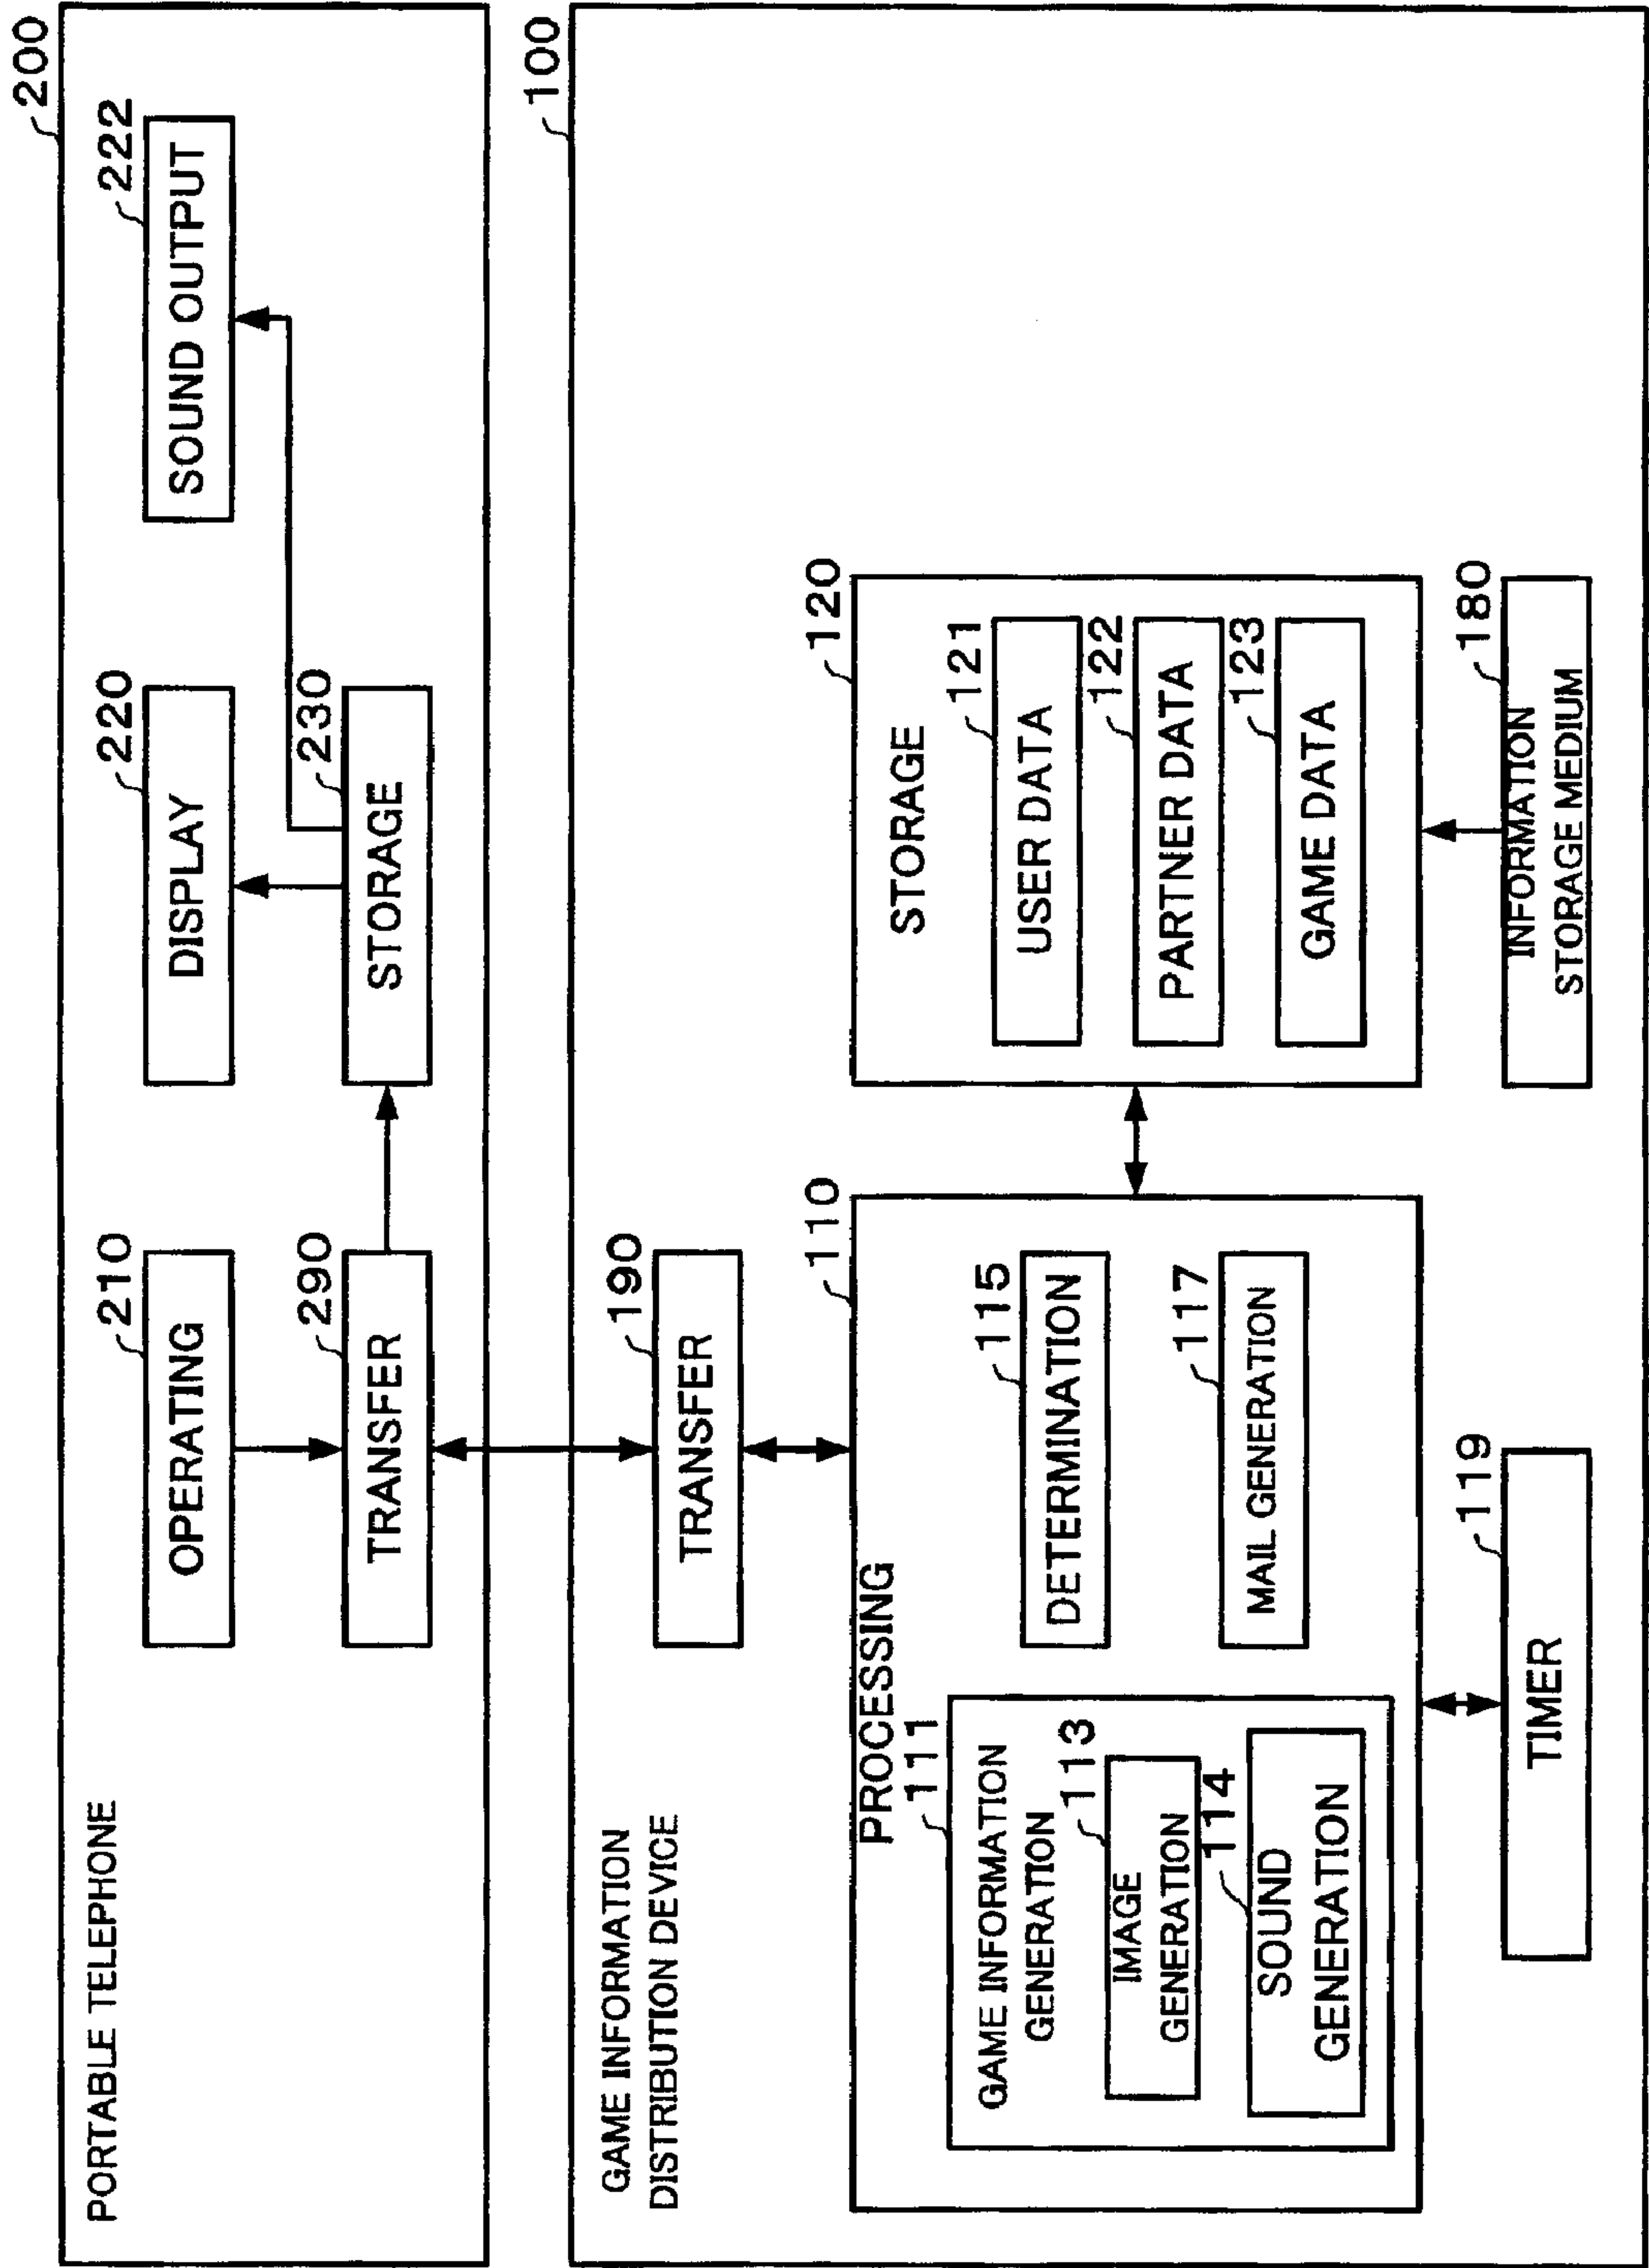 200
PORTABLE TELEPHONE
210
OPERATING
220
DISPLAY
222
SOUND OUTPUT
290
TRANSFER
230
STORAGE
100
GAME INFORMATION
DISTRIBUTION DEVICE
190
TRANSFER
110
PROCESSING
111
GAME INFORMATION
GENERATION
113
IMAGE
GENERATION
114
SOUND
GENERATION
115
DETERMINATION
117
MAIL GENERATION
120
STORAGE
121
USER DATA
122
PARTNER DATA
123
GAME DATA
119
TIMER
180
INFORMATION
STORAGE MEDIUM